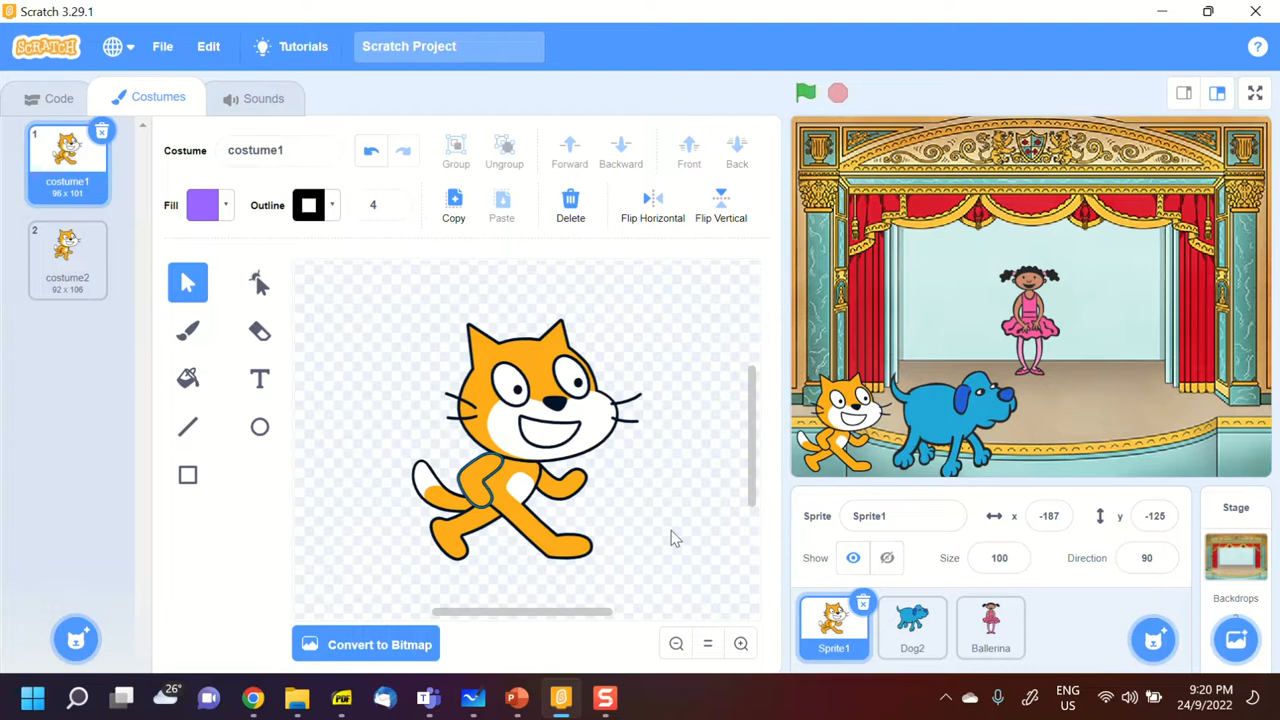 Scratch 3.29.1
SCRATCH
File
Edit
Tutorials
Scratch Project
?
Code
Costumes
Sounds
1
costume1
96 x 101
2
costume2
92 x 106
Costume
costume1
Group
Ungroup
Forward
Backward
Front
Back
Fill
Outline
4
Copy
Paste
Delete
Flip Horizontal
Flip Vertical
T
Convert to Bitmap
Sprite
Sprite1
x
-187
y
-125
Show
Size
100
Direction
90
Stage
Backdrops
Sprite1
Dog2
Ballerina
26°
PDF
ENG
US
9:20 PM
24/9/2022